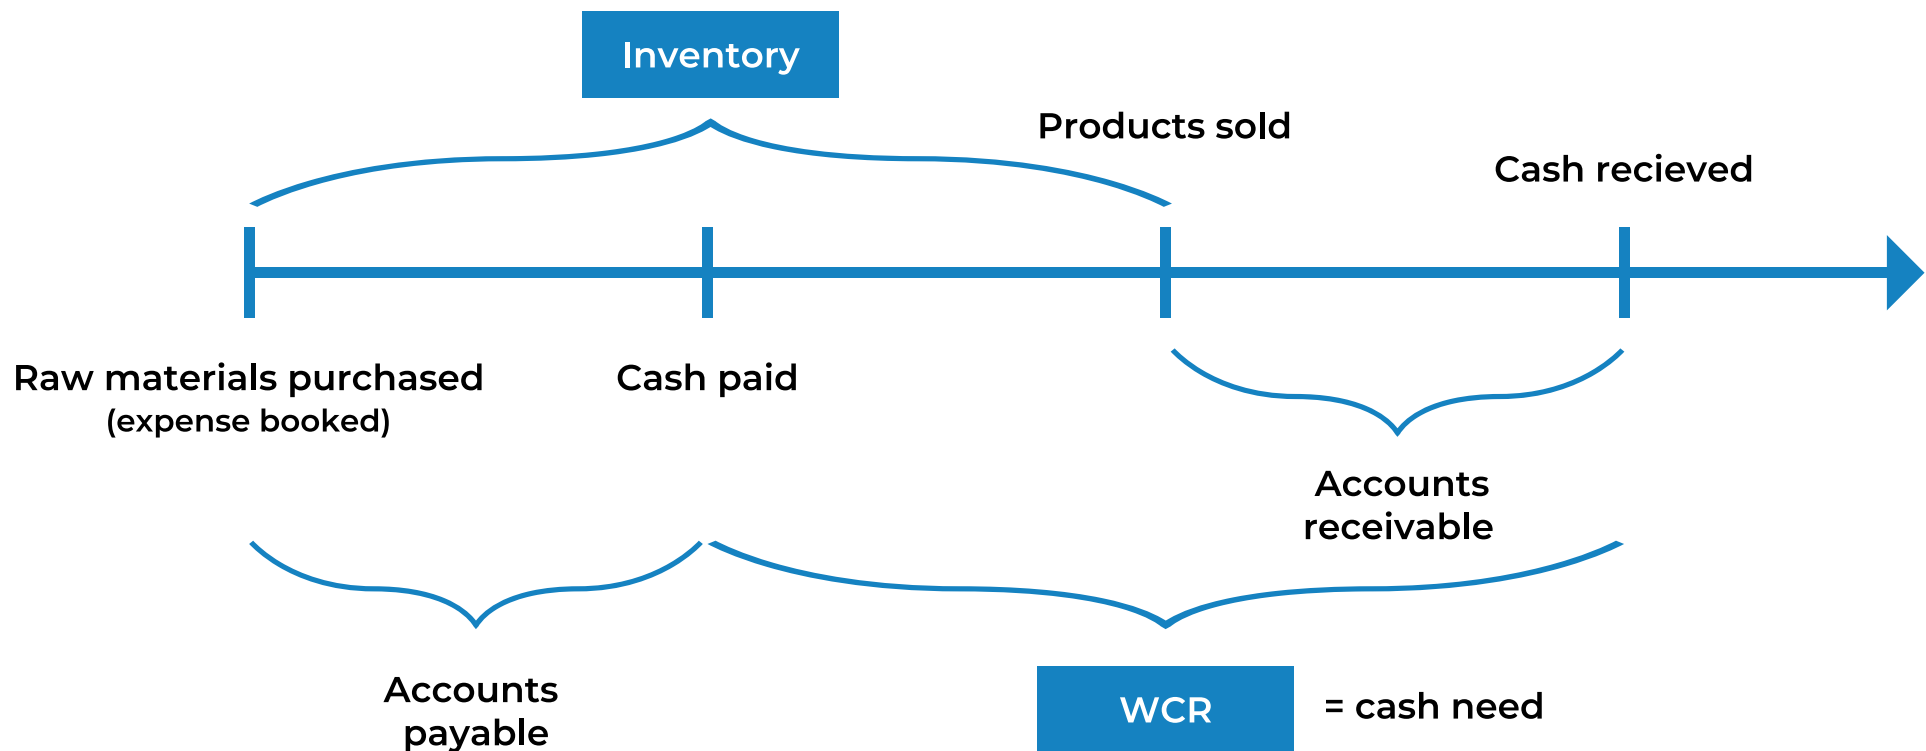 Inventory
Products sold
Cash recieved
Raw materials purchased
(expense booked)
Cash paid
Accounts
receivable
Accounts
payable
WCR
= cash need